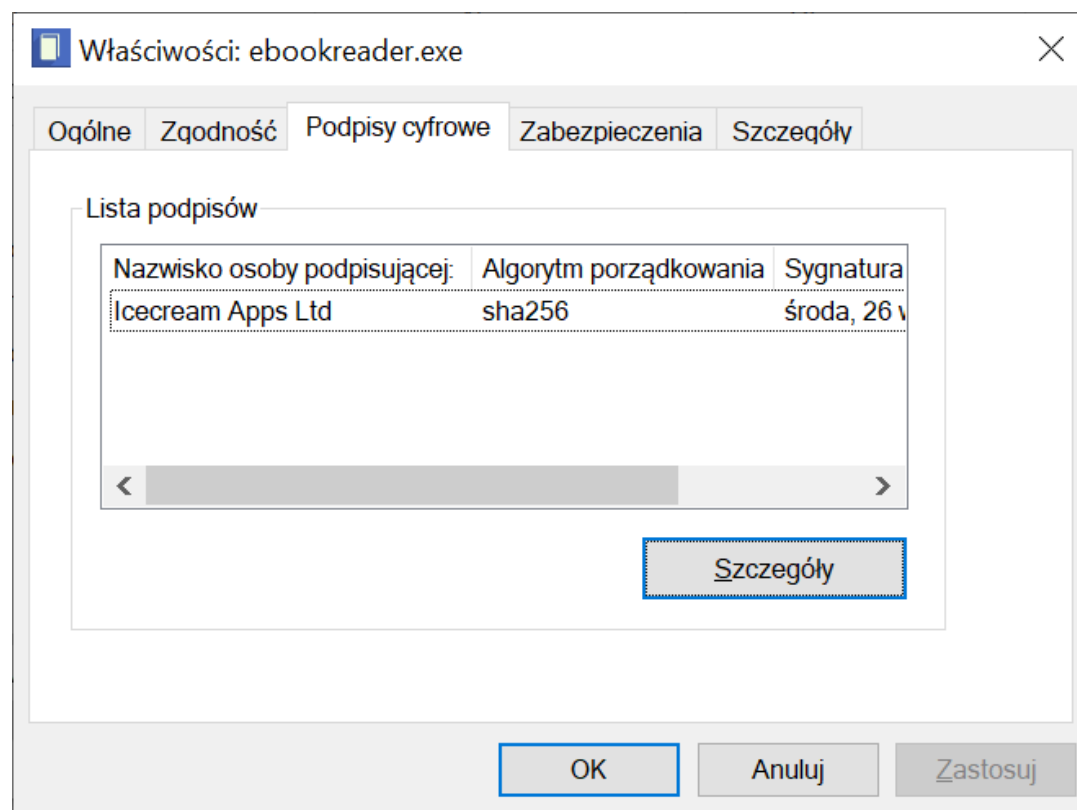 Właściwości: ebookreader.exe
Ogólne Zgodność Podpisy cyfrowe Zabezpieczenia Szczegóły
Lista podpisów
Nazwisko osoby podpisującej: Algorytm porządkowania Sygnatura
Icecream Apps Ltd sha256 środa, 26
Szczegóły
OK Anuluj Zastosuj